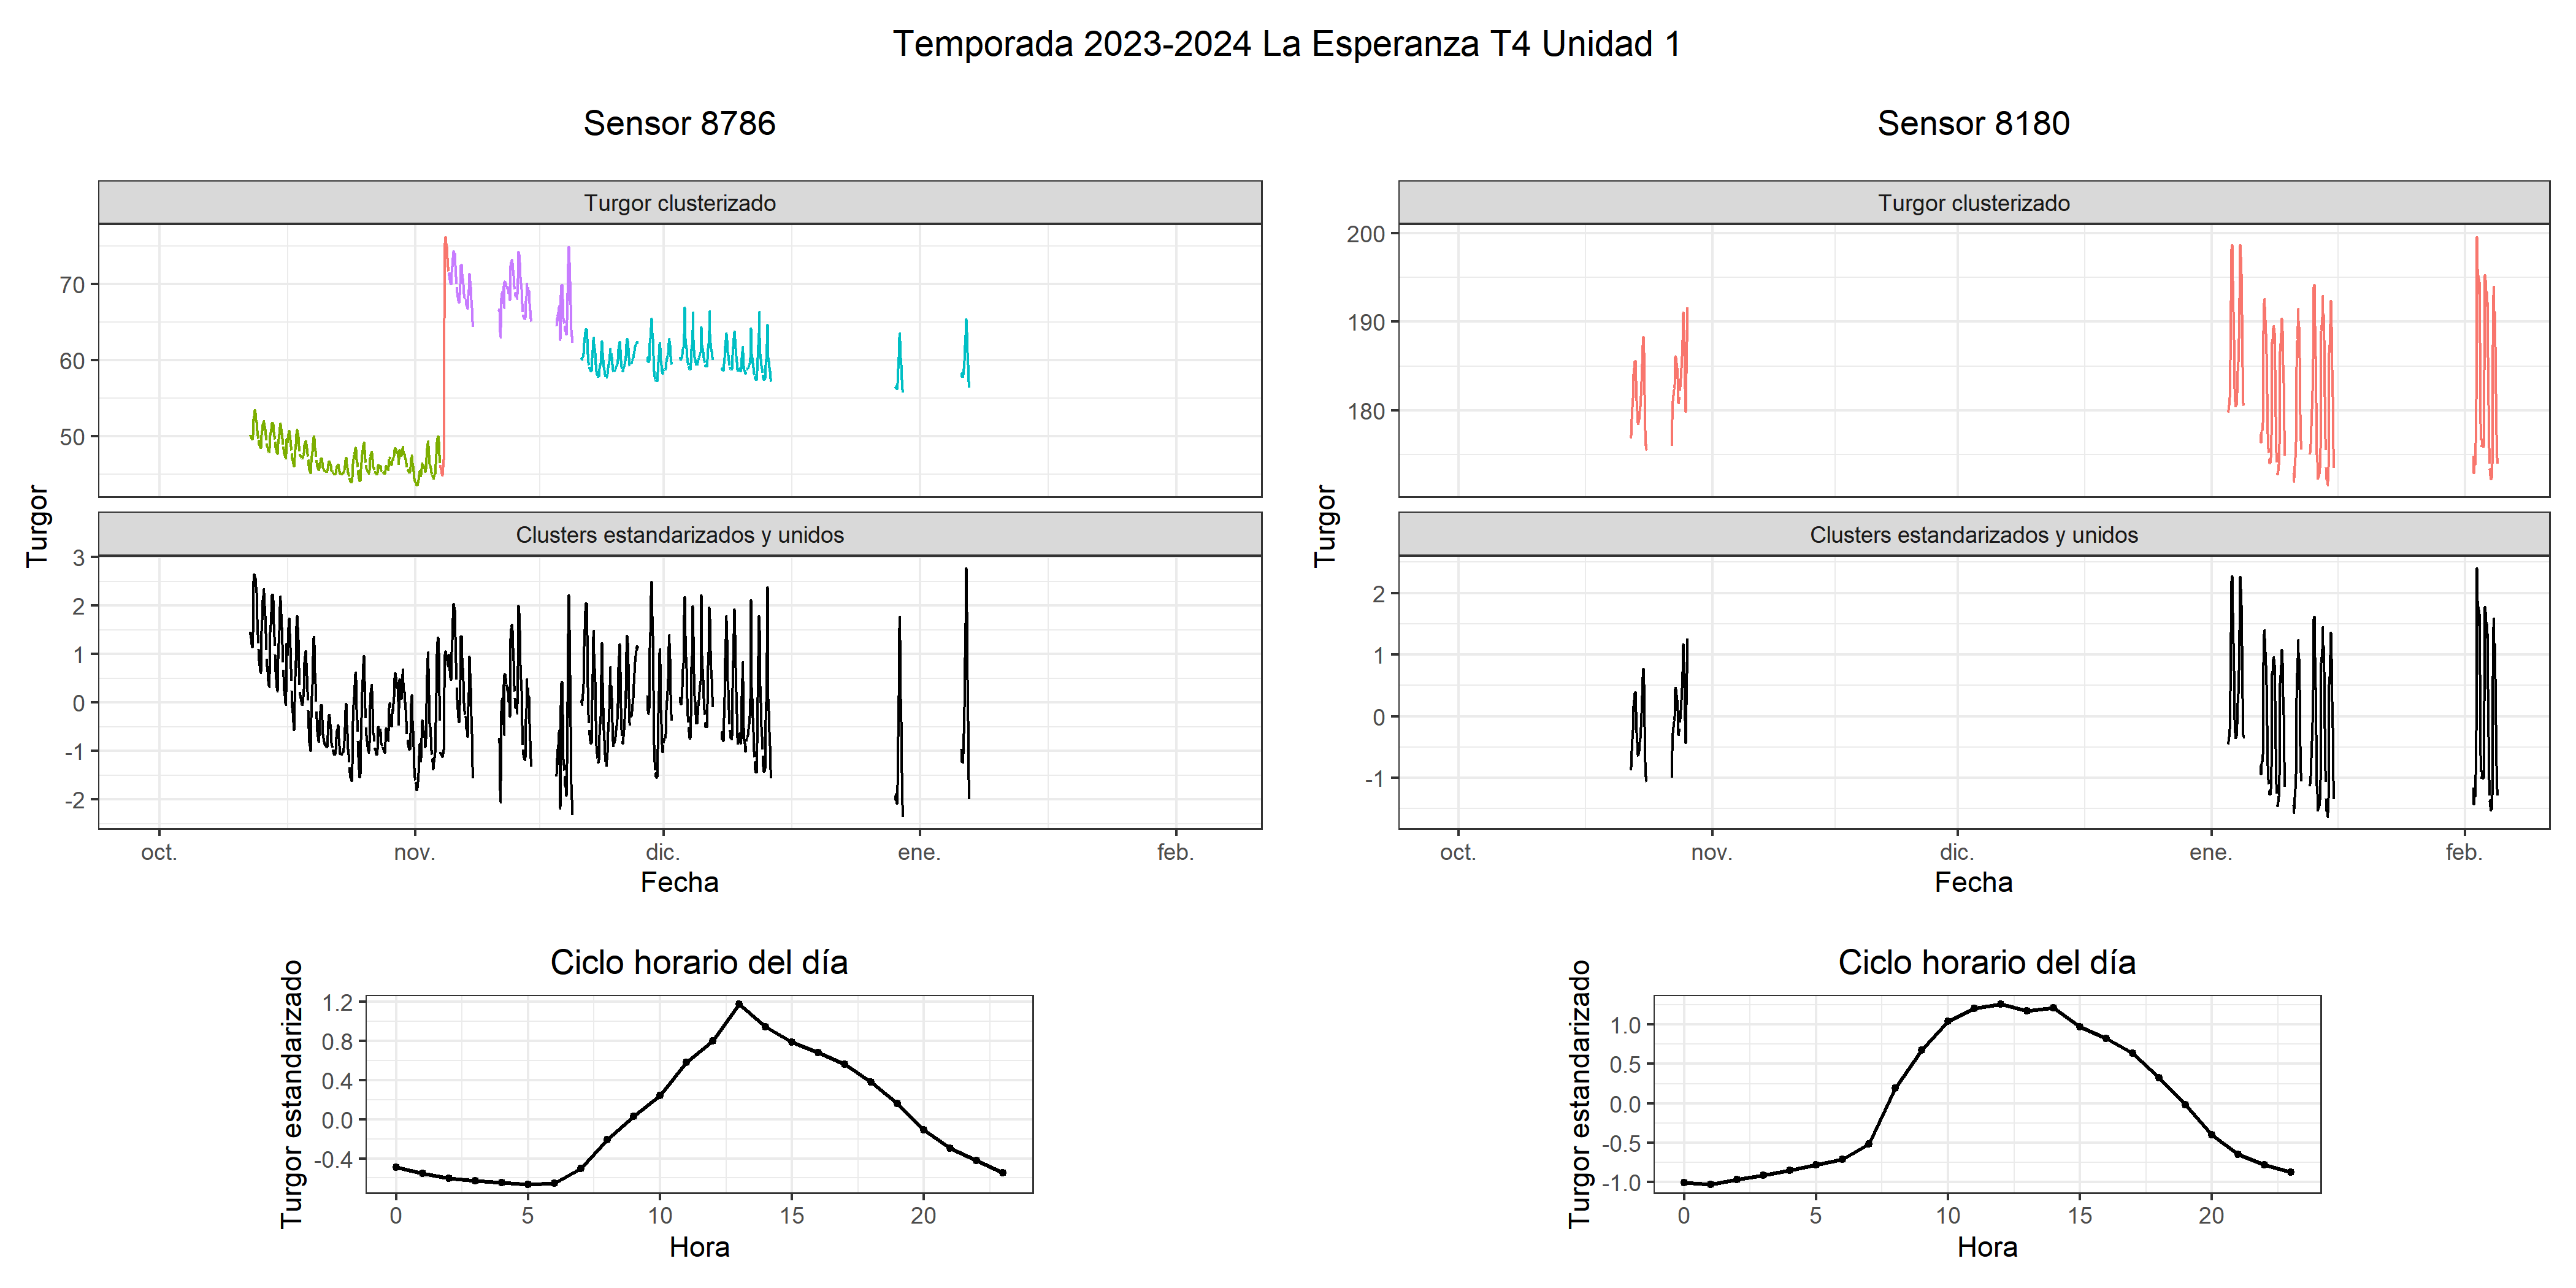 Temporada 2023-2024 La Esperanza T4 Unidad 1
Sensor 8786
Turgor clusterizado
70
60
50
Clusters estandarizados y unidos
3
2
1
0
-1
-2
Turgor
oct.
nov.
dic.
ene.
feb.
Fecha
Ciclo horario del día
1.2
0.8
0.4
0.0
-0.4
Turgor estandarizado
0
5
10
15
20
Hora
Sensor 8180
Turgor clusterizado
200
190
180
Clusters estandarizados y unidos
2
1
0
-1
Turgor
oct.
nov.
dic.
ene.
feb.
Fecha
Ciclo horario del día
1.0
0.5
0.0
-0.5
-1.0
Turgor estandarizado
0
5
10
15
20
Hora